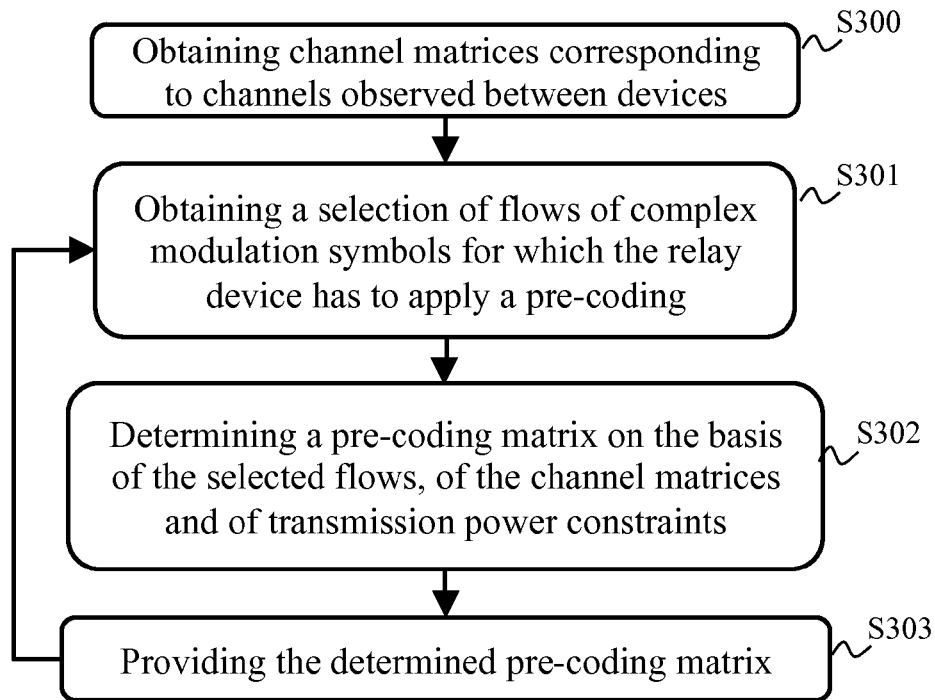 S300
Obtaining channel matrices corresponding
to channels observed between devices
S301
Obtaining a selection of flows of complex
modulation symbols for which the relay
device has to apply a pre-coding
S302
Determining a pre-coding matrix on the basis
of the selected flows, of the channel matrices
and of transmission power constraints
S303
Providing the determined pre-coding matrix